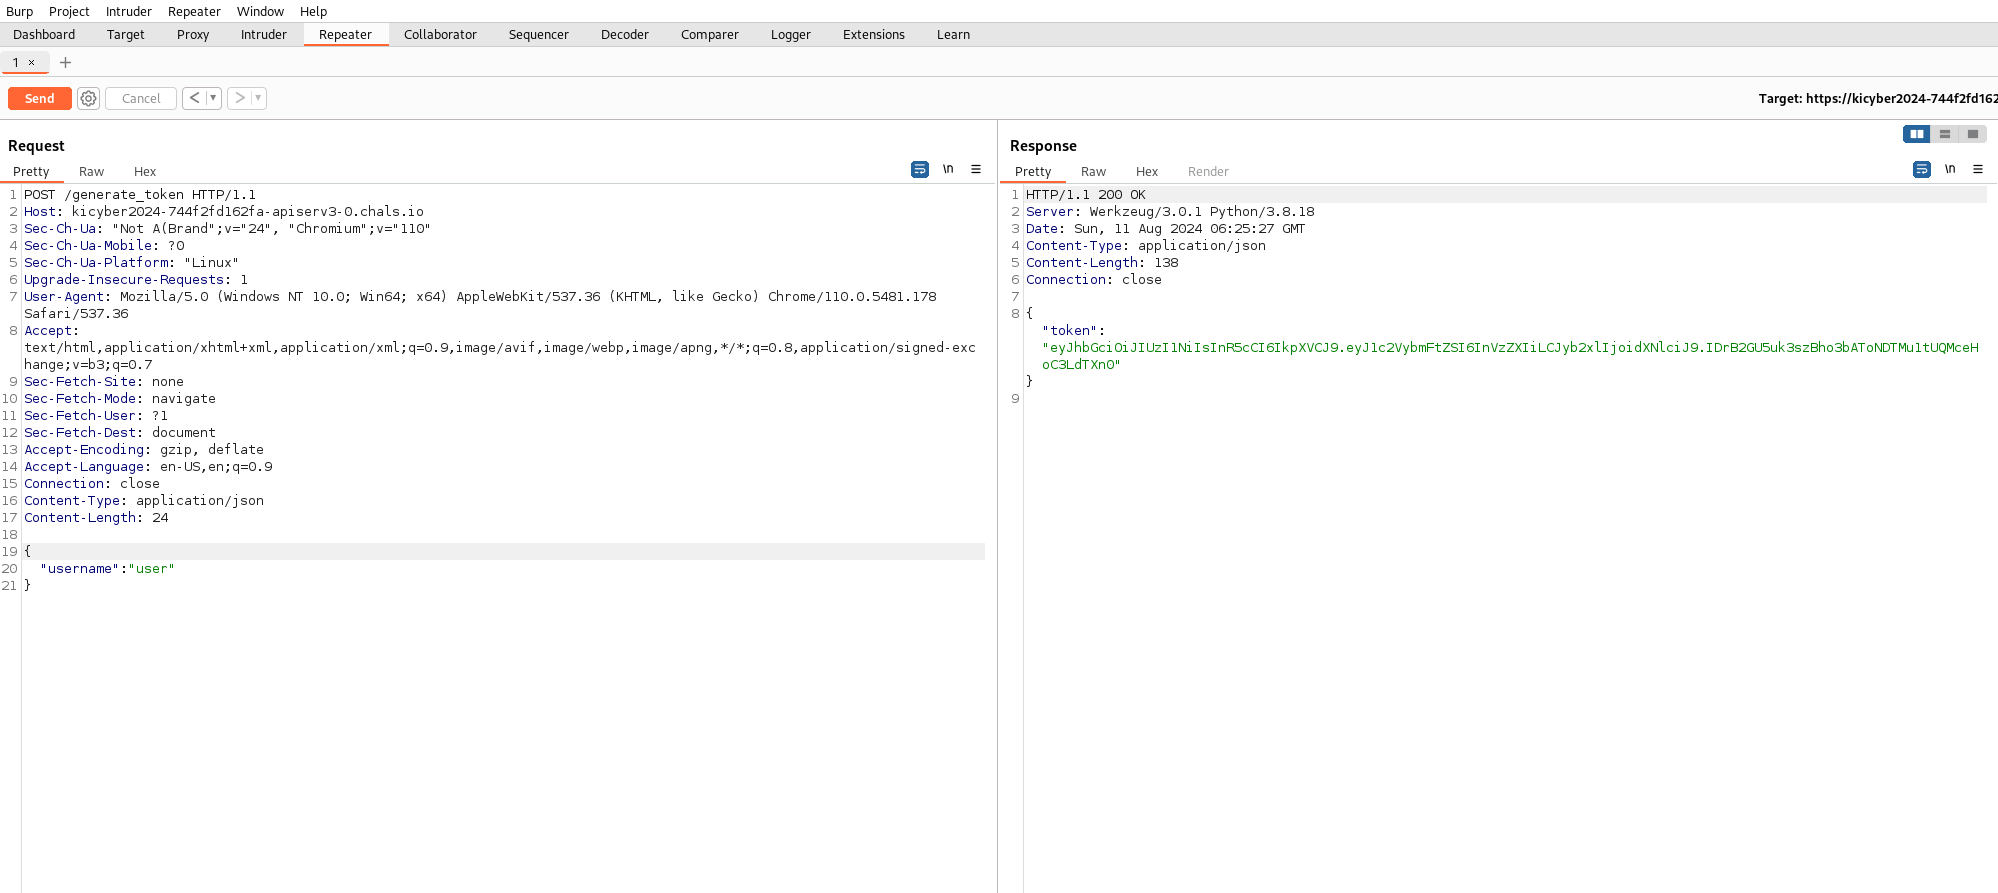 Burp Project Intruder Repeater Window Help
Dashboard Target Proxy Intruder Repeater Collaborator Sequencer Decoder Comparer Logger Extensions Learn
1 × +
Send Cancel < ▾ > ▾ Target: https://kicyber2024-744f2fd162
Request
Pretty Raw Hex \n
1 POST /generate_token HTTP/1.1
2 Host: kicyber2024-744f2fd162fa-apiserv3-0.chals.io
3 Sec-Ch-Ua: "Not A(Brand";v="24", "Chromium";v="110"
4 Sec-Ch-Ua-Mobile: ?0
5 Sec-Ch-Ua-Platform: "Linux"
6 Upgrade-Insecure-Requests: 1
7 User-Agent: Mozilla/5.0 (Windows NT 10.0; Win64; x64) AppleWebKit/537.36 (KHTML, like Gecko) Chrome/110.0.5481.178
Safari/537.36
8 Accept:
text/html,application/xhtml+xml,application/xml;q=0.9,image/avif,image/webp,image/apng,*/*;q=0.8,application/signed-exc
hange;v=b3;q=0.7
9 Sec-Fetch-Site: none
10 Sec-Fetch-Mode: navigate
11 Sec-Fetch-User: ?1
12 Sec-Fetch-Dest: document
13 Accept-Encoding: gzip, deflate
14 Accept-Language: en-US,en;q=0.9
15 Connection: close
16 Content-Type: application/json
17 Content-Length: 24
18
19 {
20 "username":"user"
21 }
Response
Pretty Raw Hex Render \n
1 HTTP/1.1 200 OK
2 Server: Werkzeug/3.0.1 Python/3.8.18
3 Date: Sun, 11 Aug 2024 06:25:27 GMT
4 Content-Type: application/json
5 Content-Length: 138
6 Connection: close
7
8 {
"token":
"eyJhbGciOiJIUzI1NiIsInR5cCI6IkpXVCJ9.eyJ1c2VybmFtZSI6InVzZXIiLCJyb2xlIjoidXNlciJ9.IDrB2GU5uk3szBho3bAToNDTMu1tUQMceH
oC3LdTXn0"
}
9